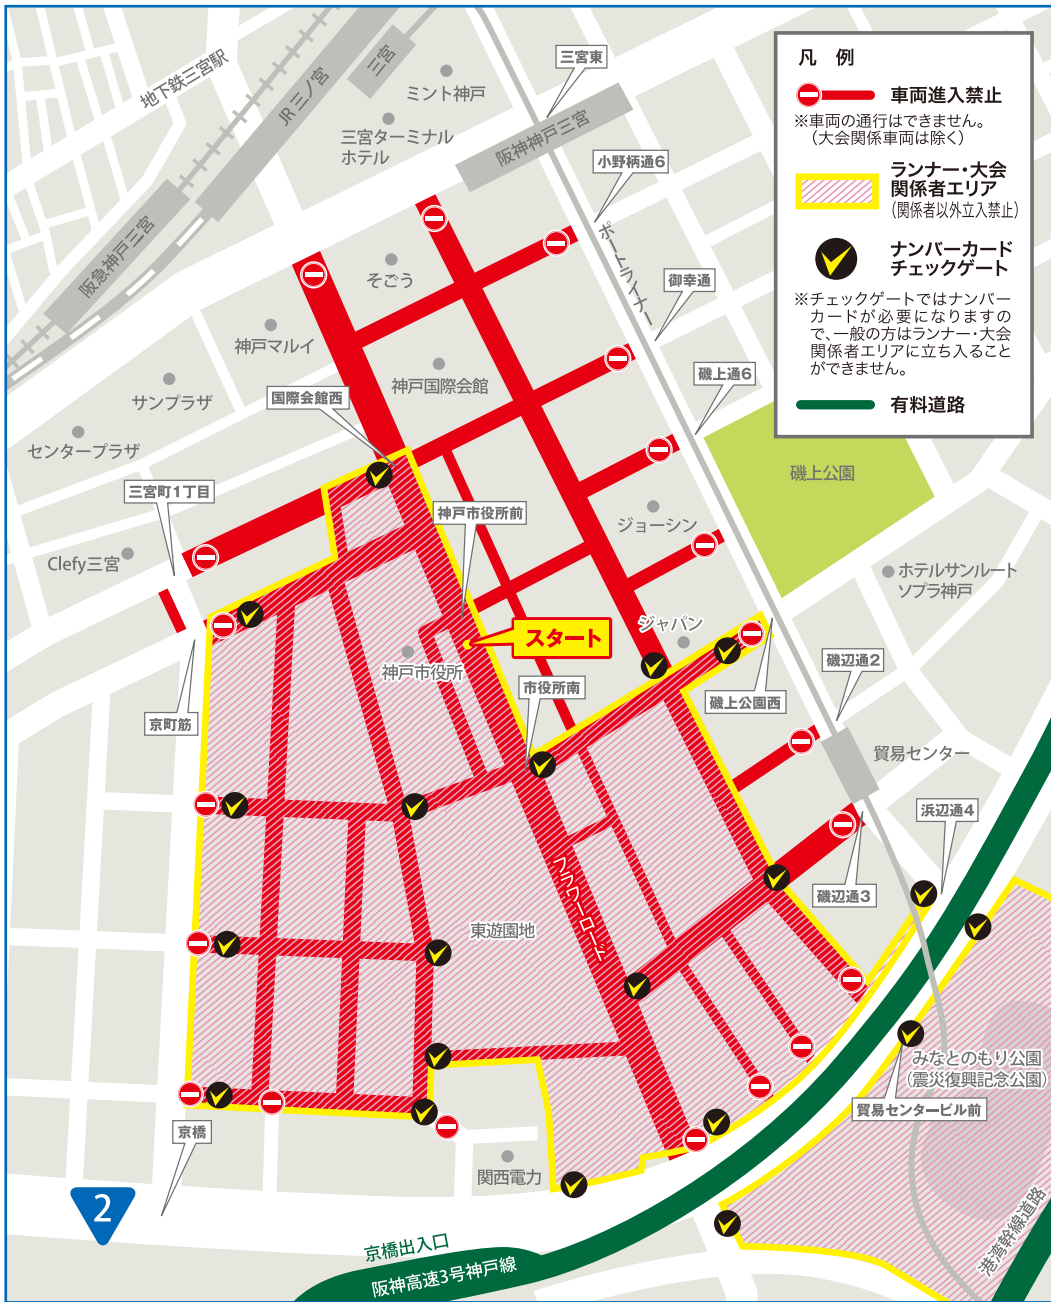 三宮東
凡 例
車両進入禁止
※車両の通行はできません。
（大会関係車両は除く）
ランナー・大会
関係者エリア
（関係者以外立入禁止）
ナンバーカード
チェックゲート
※チェックゲートではナンバー
カードが必要になりますの
で、一般の方はランナー・大会
関係者エリアに立ち入ること
ができません。
有料道路
地下鉄三宮駅
JR三ノ宮
三宮
ミント神戸
三宮ターミナル
ホテル
阪神神戸三宮
小野柄通6
阪急神戸三宮
そごう
ポートライナー
御幸通
神戸マルイ
神戸国際会館
磯上通6
サンプラザ
国際会館西
センタープラザ
磯上公園
三宮町1丁目
神戸市役所前
ジョーシン
Clefy三宮
ホテルサンルート
ソプラ神戸
ジャパン
スタート
神戸市役所
磯辺通2
市役所南
磯上公園西
京町筋
貿易センター
浜辺通4
フラワーロード
磯辺通3
東遊園地
みなとのもり公園
（震災復興記念公園）
貿易センタービル前
京橋
関西電力
2
港湾幹線道路
京橋出入口
阪神高速3号神戸線